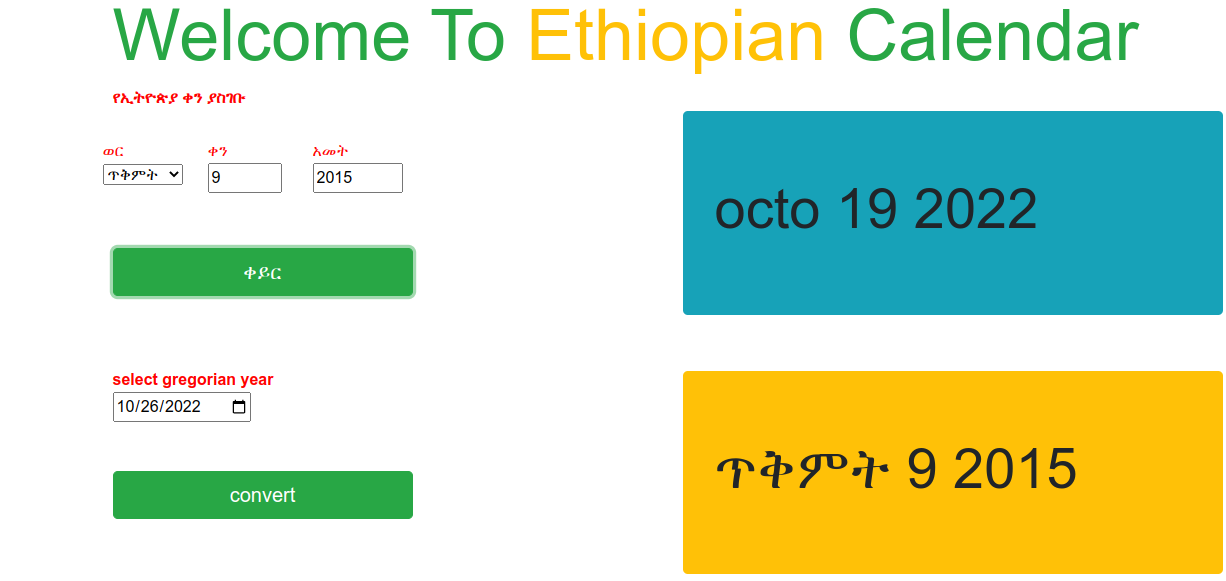 Welcome To Ethiopian Calendar
የኢትዮጵያ ቀን ያስገቡ
ወር ቀን አመት
ጥቅምት 9 2015
ቀይር
octo 19 2022
select gregorian year
10/26/2022
convert
ጥቅምት 9 2015